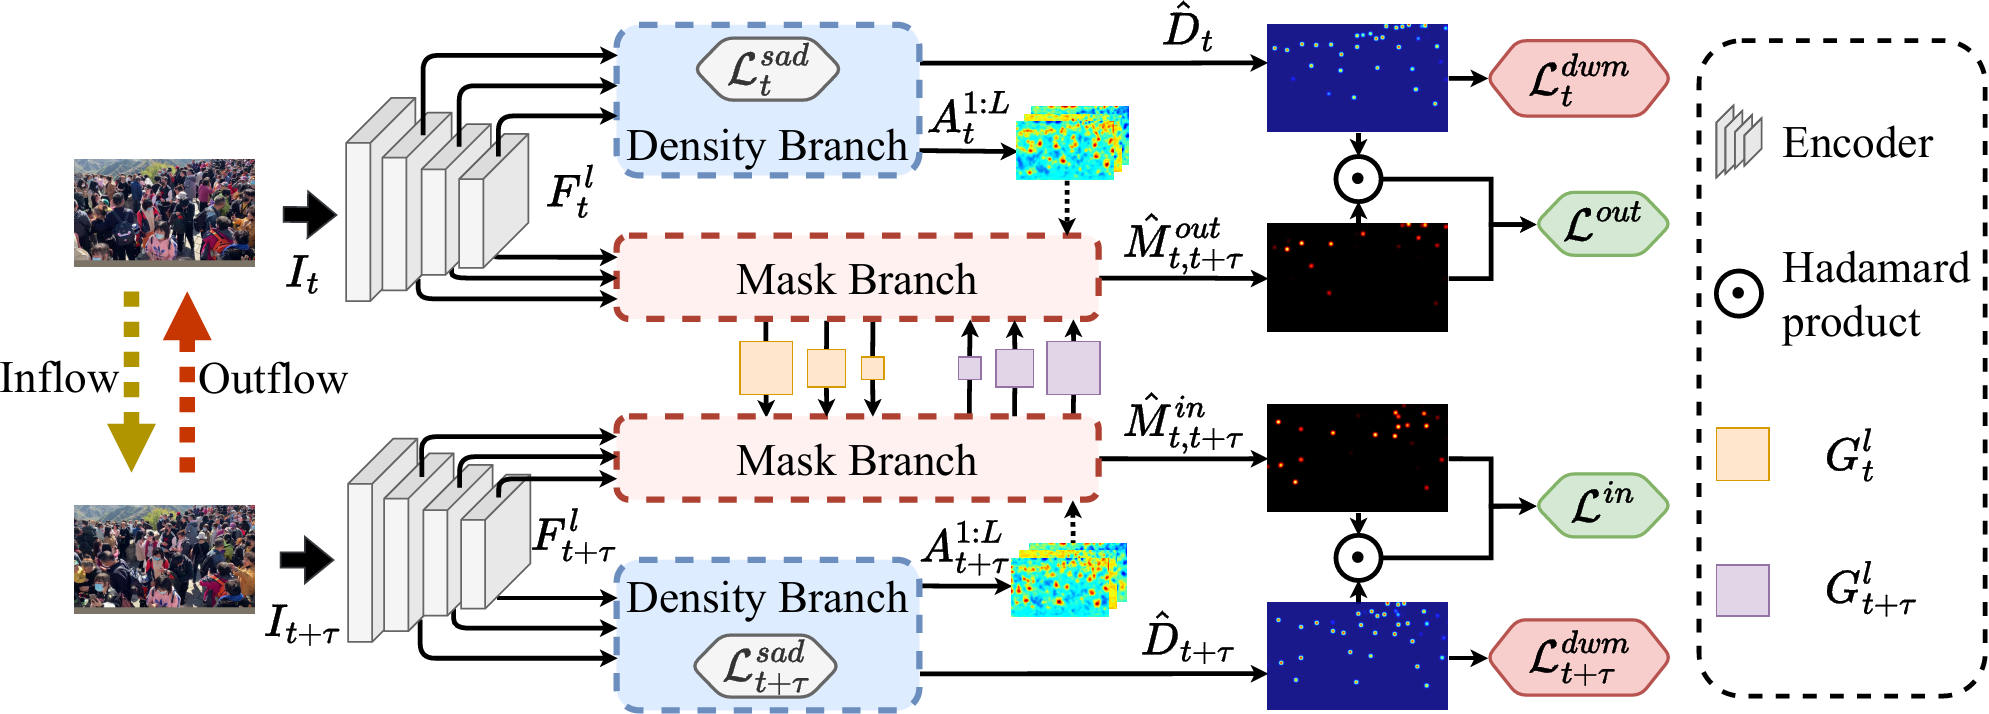 $I_t$
Inflow
Outflow
$I_{t+\tau}$
$F_t^l$
$F_{t+\tau}^l$
$\mathcal{L}_t^{sad}$
Density Branch
$A_t^{1:L}$
$\hat{D}_t$
$\mathcal{L}_t^{dwm}$
Mask Branch
$\hat{M}_{t,t+\tau}^{out}$
$\mathcal{L}^{out}$
Mask Branch
$\hat{M}_{t,t+\tau}^{in}$
$\mathcal{L}^{in}$
Density Branch
$\mathcal{L}_{t+\tau}^{sad}$
$A_{t+\tau}^{1:L}$
$\hat{D}_{t+\tau}$
$\mathcal{L}_{t+\tau}^{dwm}$
Encoder
Hadamard
product
$G_t^l$
$G_{t+\tau}^l$